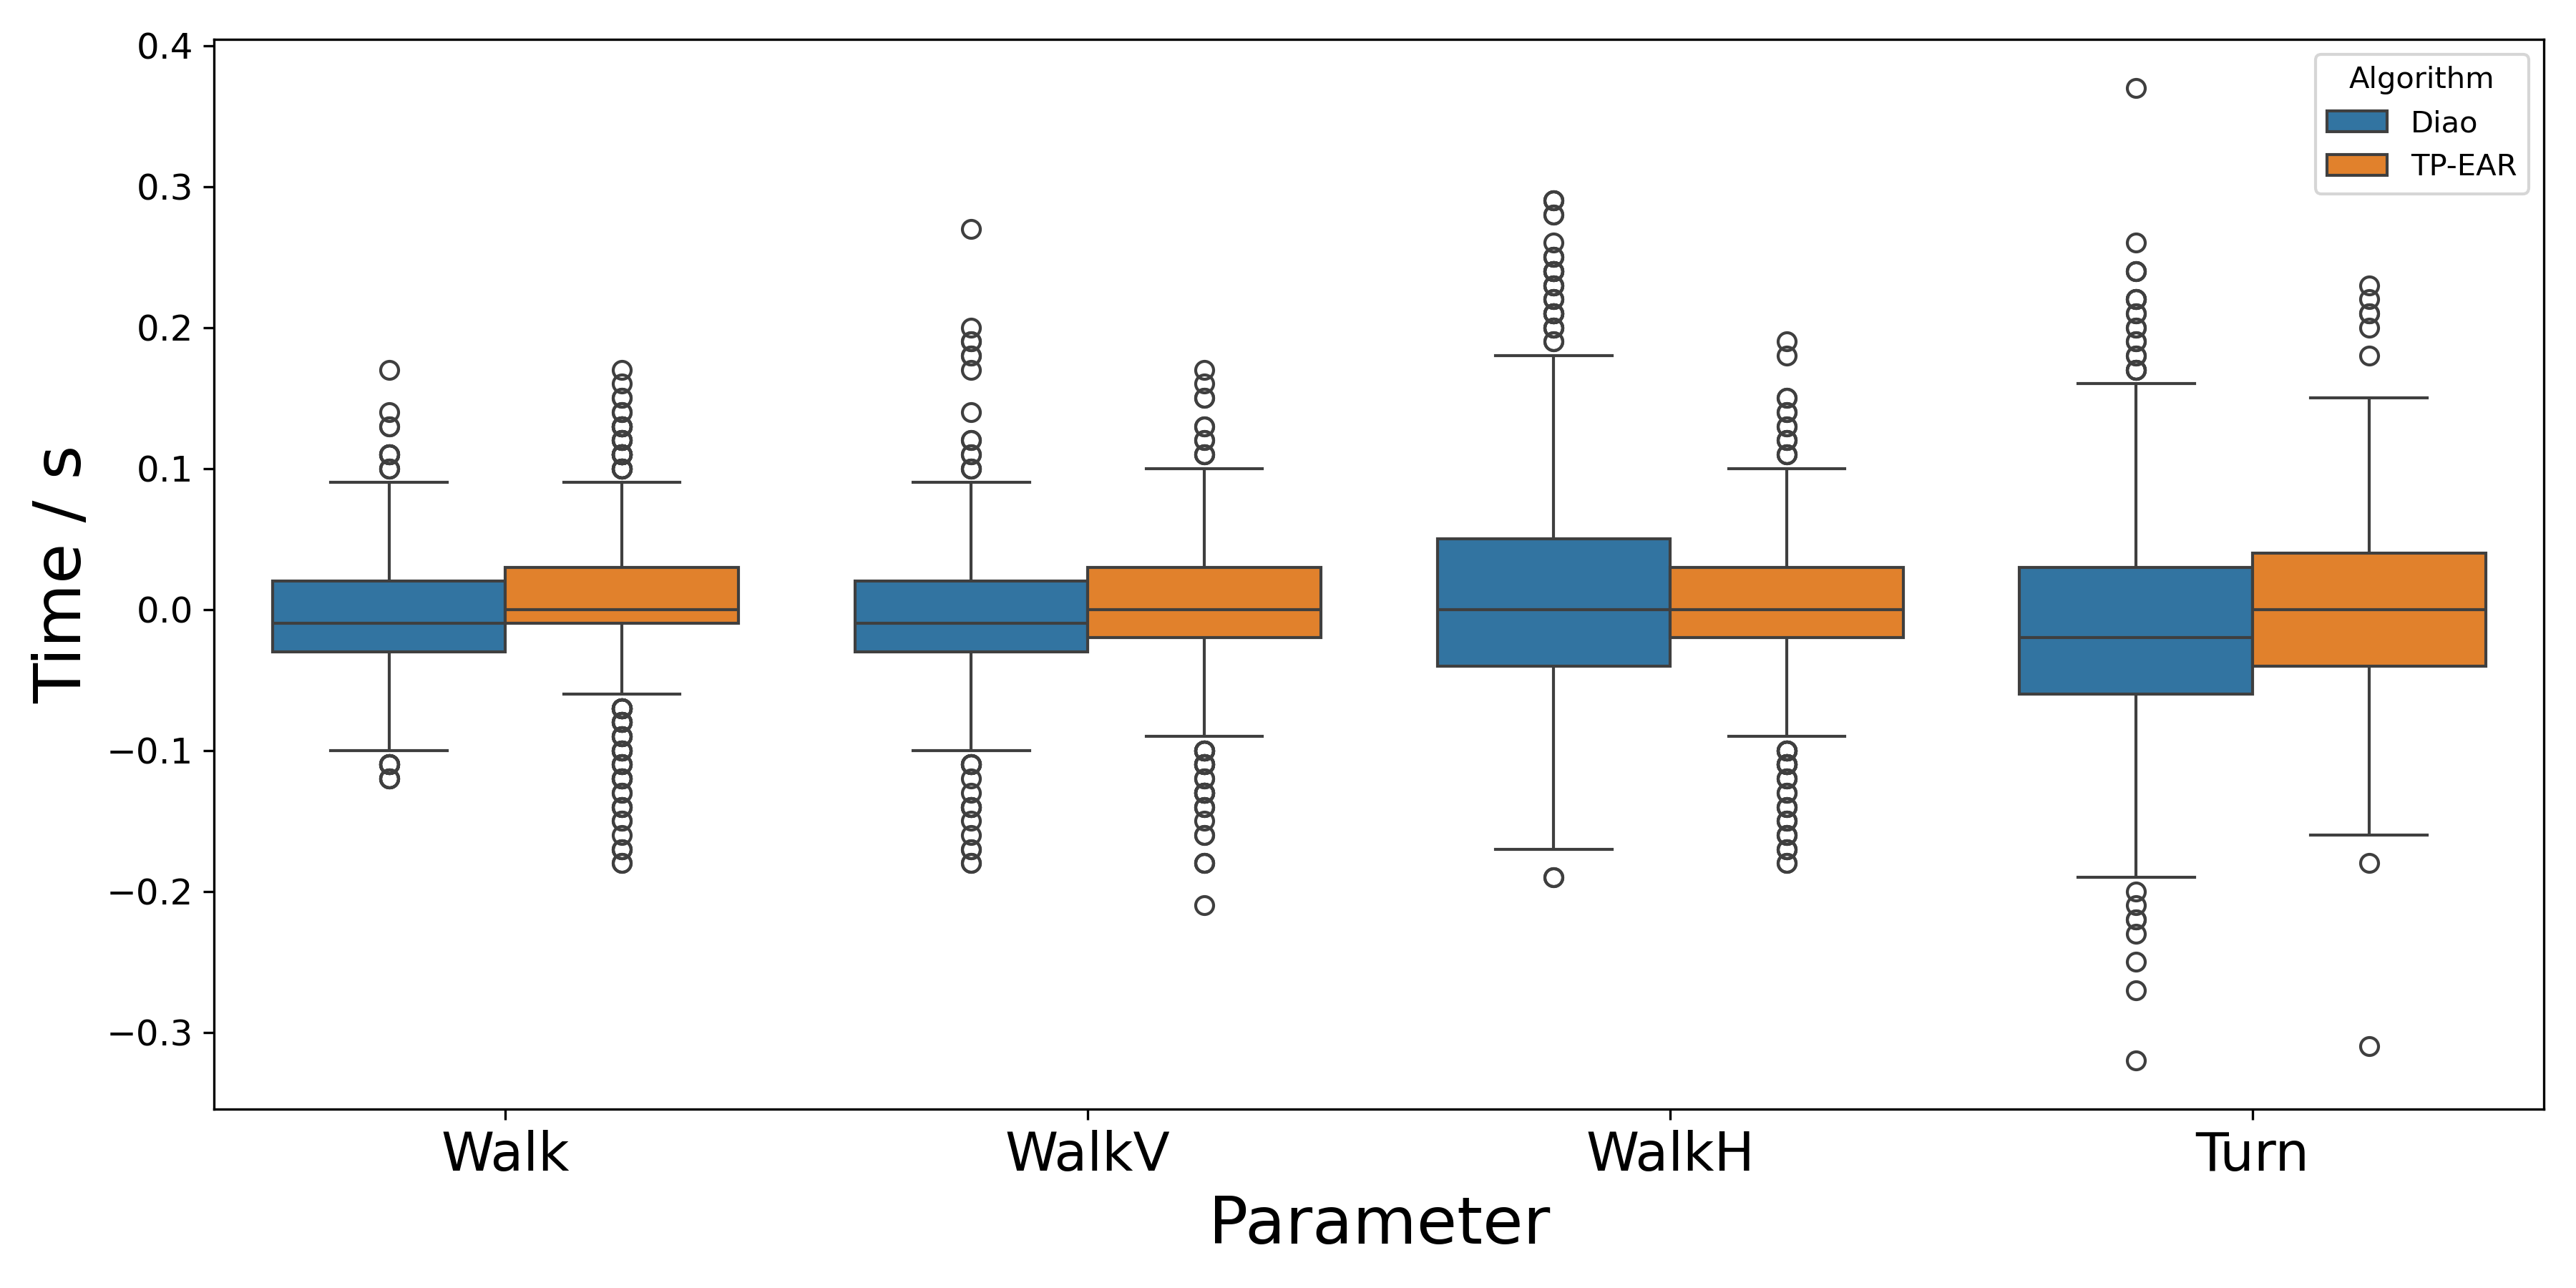 Time / s
0.4
0.3
0.2
0.1
0.0
−0.1
−0.2
−0.3
Algorithm
Diao
TP-EAR
Walk
WalkV
WalkH
Turn
Parameter